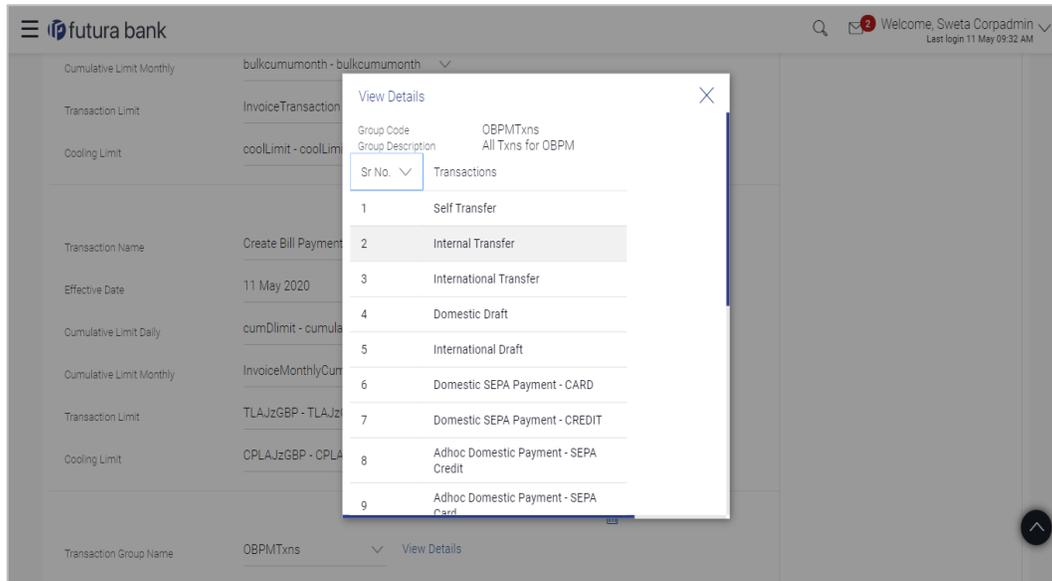 futura bank
2
Welcome, Sweta Corpadmin
Last login 11 May 09:32 AM
Cumulative Limit Monthly
bulkcumumonth - bulkcumumonth
Transaction Limit
InvoiceTransaction
Cooling Limit
coolLimit - coolLimi
Transaction Name
Create Bill Payment
Effective Date
11 May 2020
Cumulative Limit Daily
cumDlimit - cumula
Cumulative Limit Monthly
InvoiceMonthlyCum
Transaction Limit
TLAJzGBP - TLAJzG
Cooling Limit
CPLAJzGBP - CPLA
Transaction Group Name
OBPMTxns
View Details
View Details
Group Code
OBPMTxns
Group Description
All Txns for OBPM
Sr No.
Transactions
1
Self Transfer
2
Internal Transfer
3
International Transfer
4
Domestic Draft
5
International Draft
6
Domestic SEPA Payment - CARD
7
Domestic SEPA Payment - CREDIT
8
Adhoc Domestic Payment - SEPA
Credit
9
Adhoc Domestic Payment - SEPA
Card